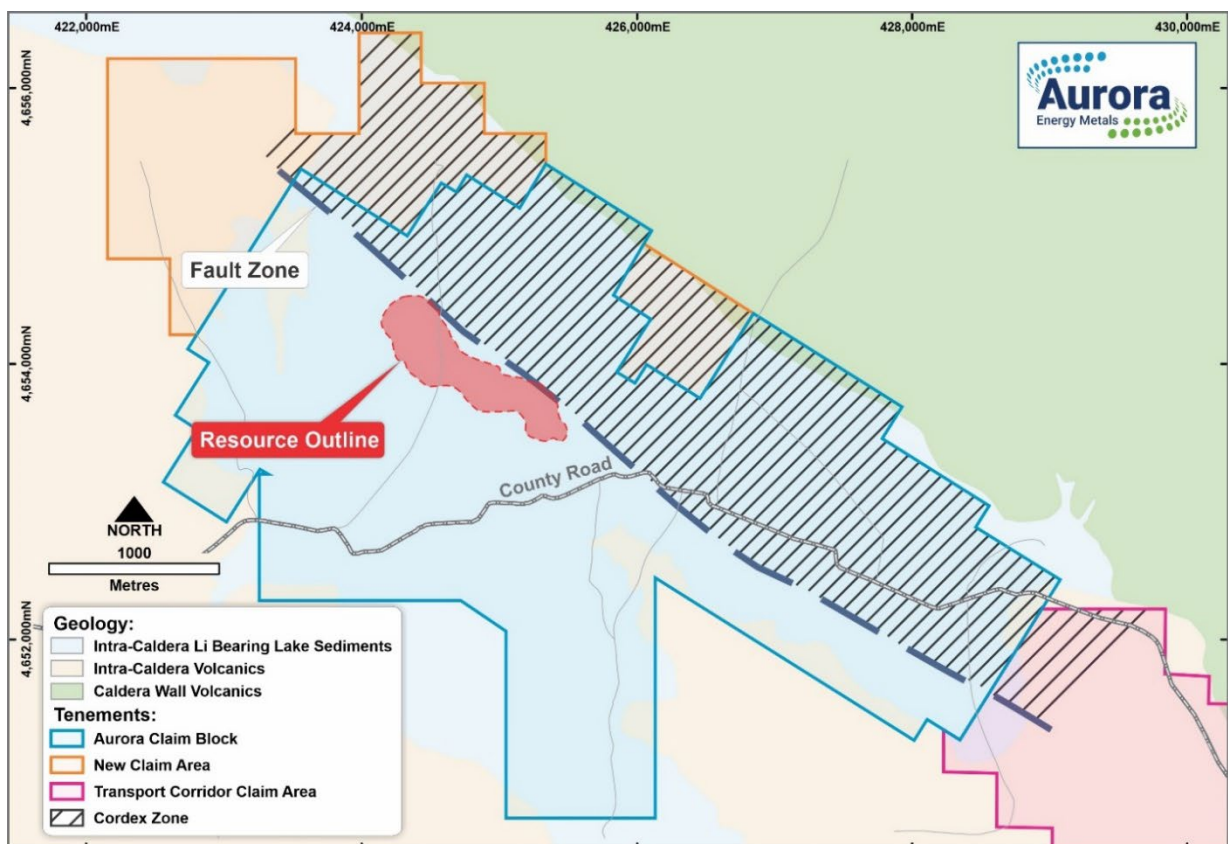 422,000mE
424,000mE
426,000mE
428,000mE
430,000mE
4,656,000mN
4,654,000mN
4,652,000mN
Aurora
Energy Metals
Fault Zone
Resource Outline
County Road
NORTH
1000
Metres
Geology:
Intra-Caldera Li Bearing Lake Sediments
Intra-Caldera Volcanics
Caldera Wall Volcanics
Tenements:
Aurora Claim Block
New Claim Area
Transport Corridor Claim Area
Cordex Zone